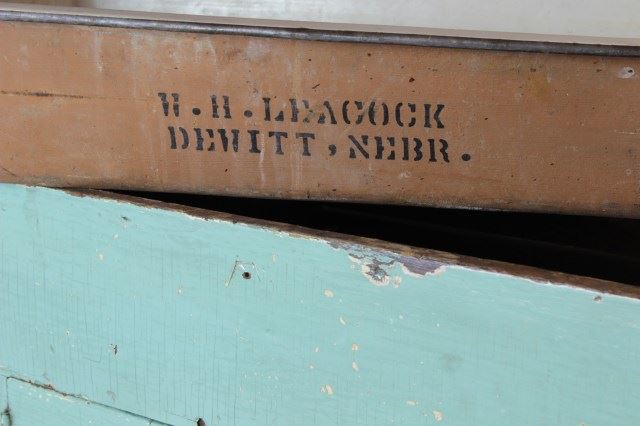 W. H. LEACOCK
DEWITT, NEBR.